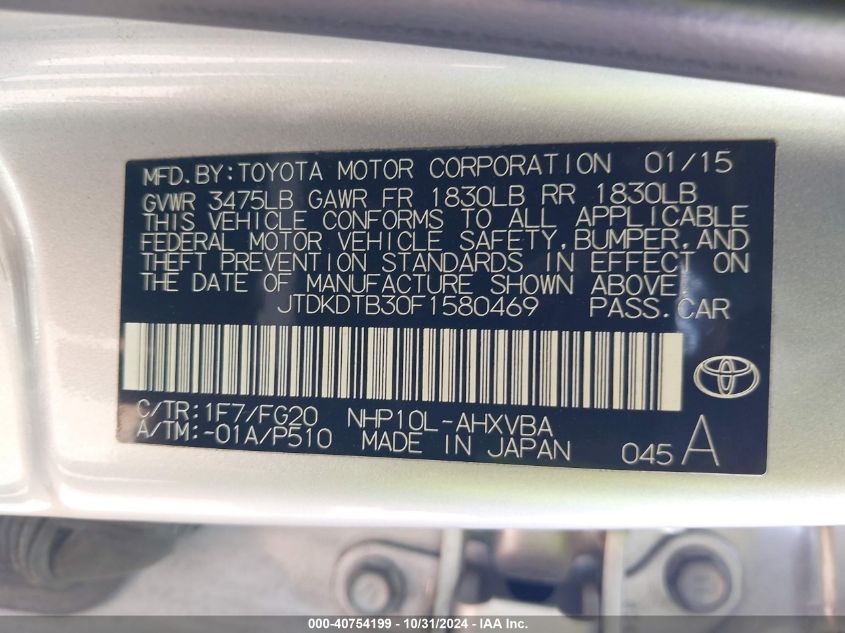 MFD.BY:TOYOTA MOTOR CORPORATION 01/15
GVWR 3475LB GAWR FR 1830LB RR 1830LB
THIS VEHICLE CONFORMS TO ALL APPLICABLE
FEDERAL MOTOR VEHICLE SAFETY,BUMPER,AND
THEFT PREVENTION STANDARDS IN EFFECT ON
THE DATE OF MANUFACTURE SHOWN ABOVE.
JTDKDTB30F1580469 PASS.CAR
C/TR:1F7/FG20 NHP10L-AHXVBA
A/TM:-01A/P510 MADE IN JAPAN 045 A
000-40754199 - 10/31/2024 - IAA Inc.